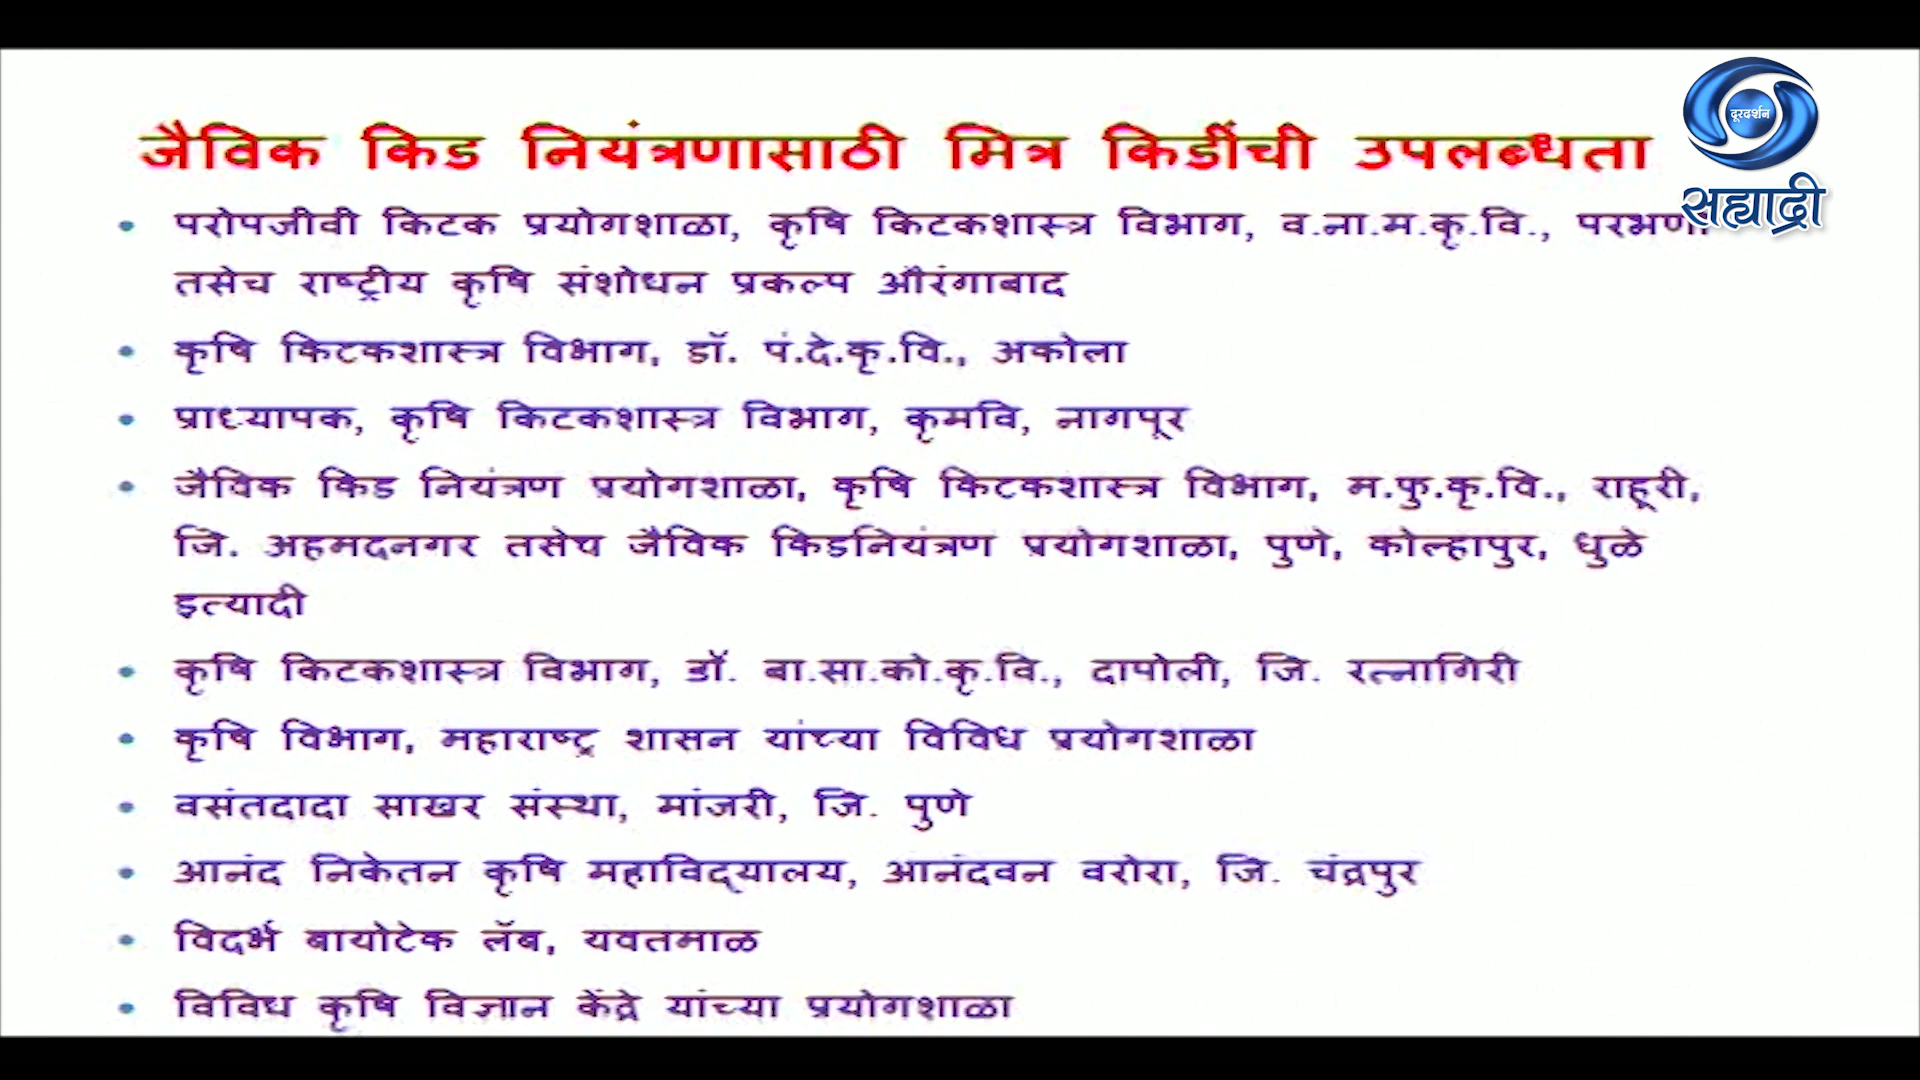 जैविक किड नियंत्रणासाठी मित्र किडींची उपलब्धता
दूरदर्शन
सह्याद्री
• परोपजीवी किटक प्रयोगशाळा, कृषि किटकशास्त्र विभाग, व.ना.म.कृ.वि., परभणी
तसेच राष्ट्रीय कृषि संशोधन प्रकल्प औरंगाबाद
• कृषि किटकशास्त्र विभाग, डॉ. पं.दे.कृ.वि., अकोला
• प्राध्यापक, कृषि किटकशास्त्र विभाग, कृमवि, नागपूर
• जैविक किड नियंत्रण प्रयोगशाळा, कृषि किटकशास्त्र विभाग, म.फु.कृ.वि., राहूरी,
जि. अहमदनगर तसेच जैविक किडनियंत्रण प्रयोगशाळा, पुणे, कोल्हापुर, धुळे
इत्यादी
• कृषि किटकशास्त्र विभाग, डॉ. बा.सा.को.कृ.वि., दापोली, जि. रत्नागिरी
• कृषि विभाग, महाराष्ट्र शासन यांच्या विविध प्रयोगशाळा
• वसंतदादा साखर संस्था, मांजरी, जि. पुणे
• आनंद निकेतन कृषि महाविद्यालय, आनंदवन वरोरा, जि. चंद्रपुर
• विदर्भ बायोटेक लॅब, यवतमाळ
• विविध कृषि विज्ञान केंद्रे यांच्या प्रयोगशाळा